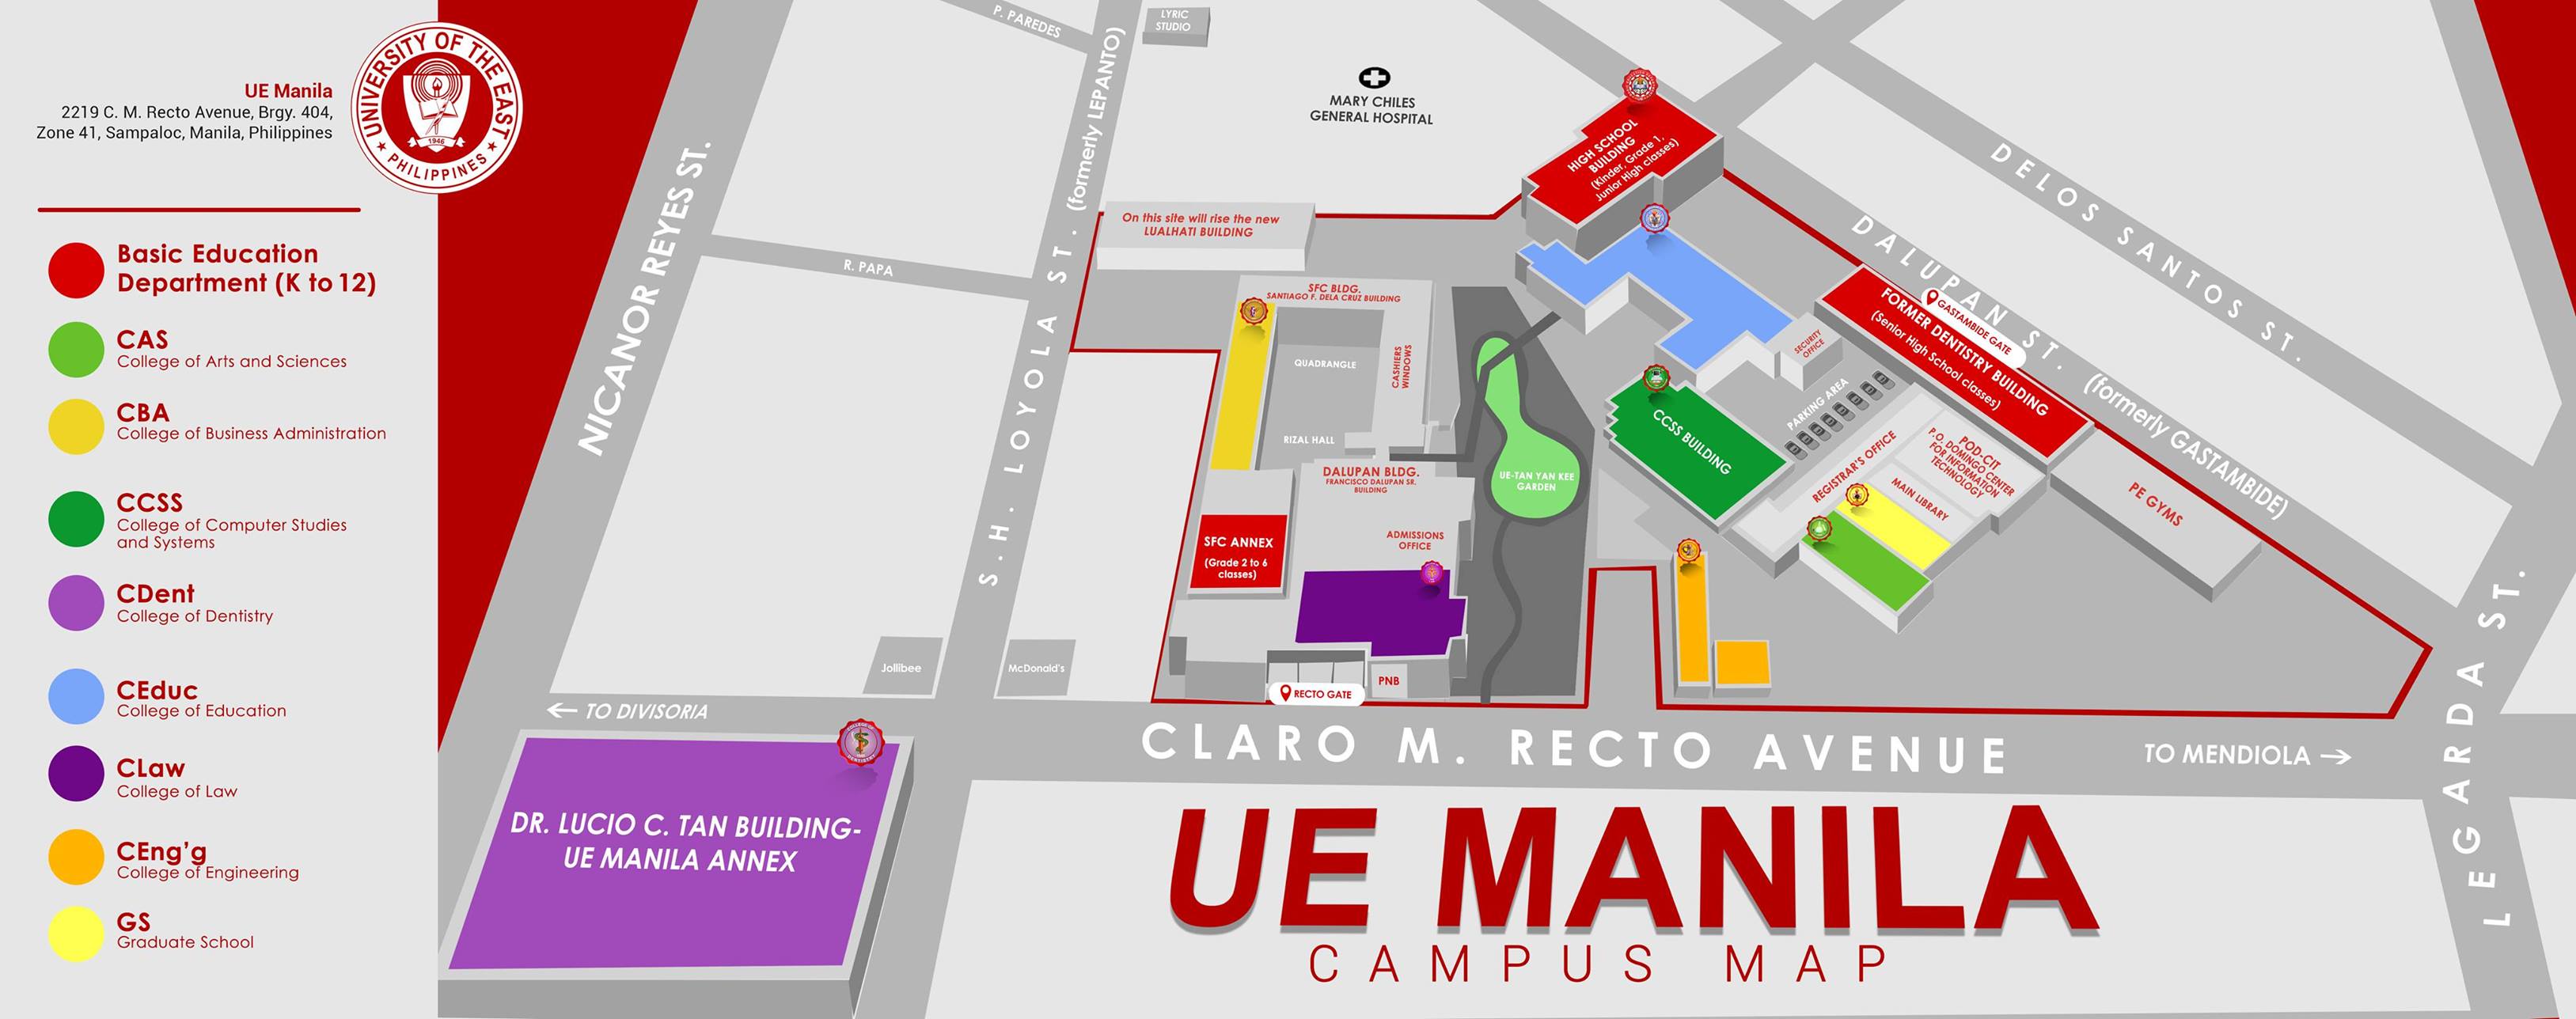 UE Manila
2219 C. M. Recto Avenue, Brgy. 404,
Zone 41, Sampaloc, Manila, Philippines
UNIVERSITY OF THE EAST
PHILIPPINES
1946
Basic Education
Department (K to 12)
CAS
College of Arts and Sciences
CBA
College of Business Administration
CCSS
College of Computer Studies
and Systems
CDent
College of Dentistry
CEduc
College of Education
CLaw
College of Law
CEng'g
College of Engineering
GS
Graduate School
P. PAREDES
LYRIC
STUDIO
MARY CHILES
GENERAL HOSPITAL
NICANOR REYES ST.
R. PAPA
S.H. LOYOLA ST. (formerly LEPANTO)
On this site will rise the new
LUALHATI BUILDING
HIGH SCHOOL
BUILDING
(Kinder, Grade 1,
Junior High classes)
DELOS SANTOS ST.
DALUPAN ST. (formerly GASTAMBIDE)
GASTAMBIDE GATE
FORMER DENTISTRY BUILDING
(Senior High School classes)
SECURITY
OFFICE
PARKING AREA
SFC BLDG.
SANTIAGO F. DELA CRUZ BUILDING
QUADRANGLE
CASHIERS
WINDOWS
RIZAL HALL
DALUPAN BLDG.
FRANCISCO DALUPAN SR.
BUILDING
ADMISSIONS
OFFICE
SFC ANNEX
(Grade 2 to 6
classes)
UE-TAN YAN KEE
GARDEN
CCSS BUILDING
REGISTRAR'S OFFICE
POD-CIT
P.O. DOMINGO CENTER
FOR INFORMATION
TECHNOLOGY
MAIN LIBRARY
PE GYMS
Jollibee
McDonald's
PNB
RECTO GATE
← TO DIVISORIA
CLARO M. RECTO AVENUE
TO MENDIOLA →
LEGARDA ST.
DR. LUCIO C. TAN BUILDING-
UE MANILA ANNEX
UE MANILA
CAMPUS MAP